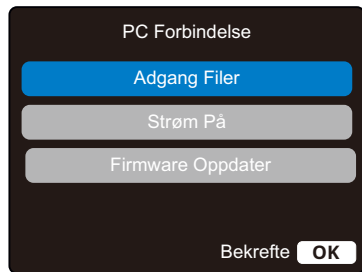 PC Forbindelse
Adgang Filer
Strøm På
Firmware Oppdater
Bekrefte OK